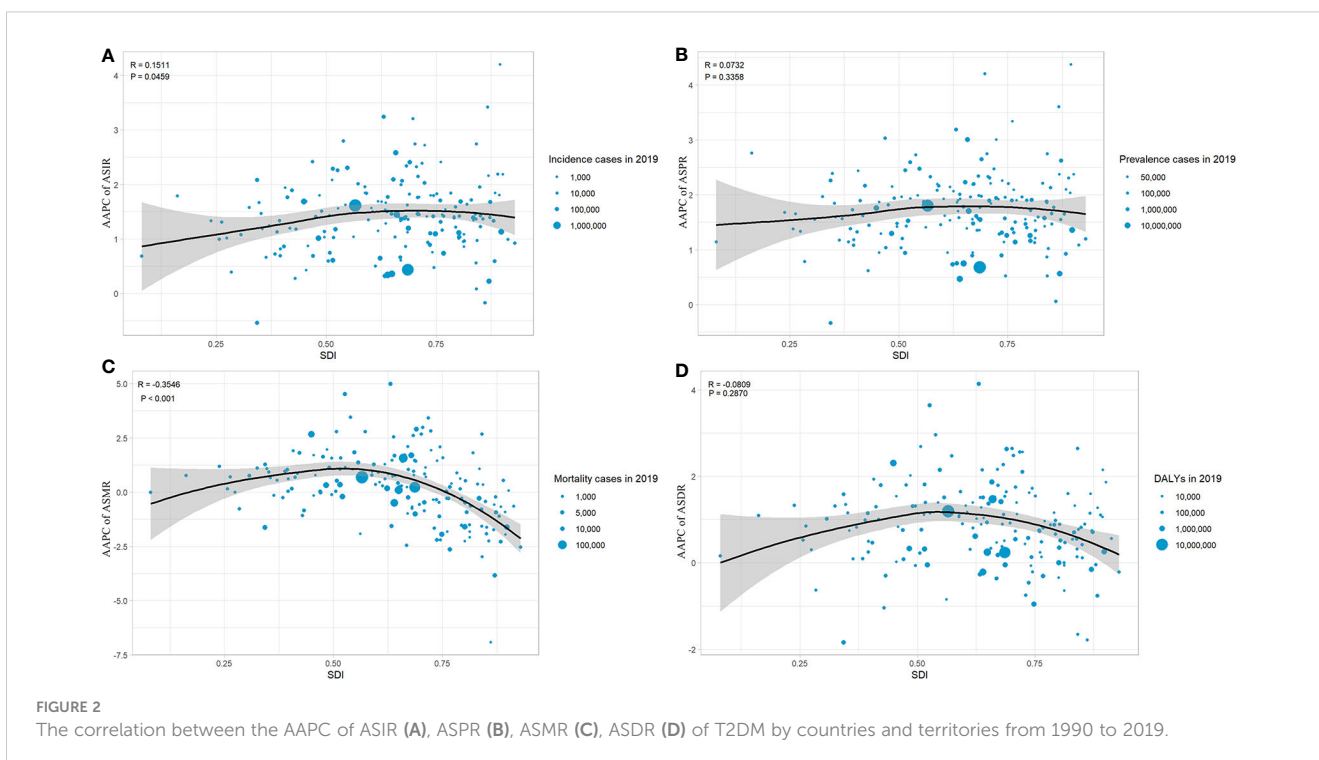 A
R = 0.1511
P = 0.0459
AAPC of ASIR
4
3
2
1
0
0.25 0.50 0.75
SDI
Incidence cases in 2019
1,000
10,000
100,000
1,000,000
B
R = 0.0732
P = 0.3358
AAPC of ASPR
4
3
2
1
0
0.25 0.50 0.75
SDI
Prevalence cases in 2019
50,000
100,000
1,000,000
10,000,000
C
R = -0.3546
P < 0.001
AAPC of ASMR
5.0
2.5
0.0
-2.5
-5.0
-7.5
0.25 0.50 0.75
SDI
Mortality cases in 2019
1,000
5,000
10,000
100,000
D
R = -0.0809
P = 0.2870
AAPC of ASDR
4
2
0
-2
0.25 0.50 0.75
SDI
DALYs in 2019
10,000
100,000
1,000,000
10,000,000
FIGURE 2
The correlation between the AAPC of ASIR (A), ASPR (B), ASMR (C), ASDR (D) of T2DM by countries and territories from 1990 to 2019.